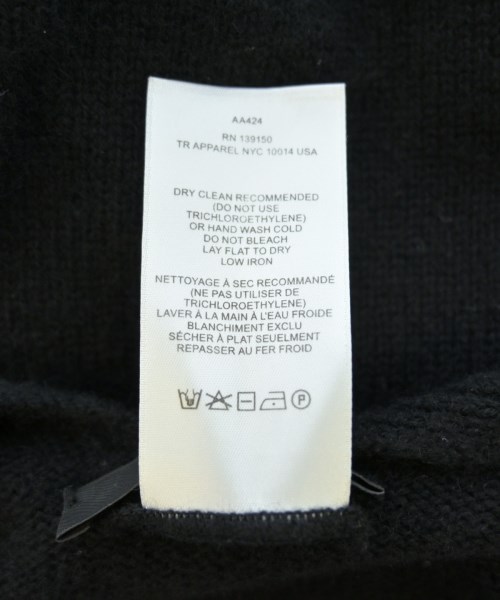 AA424
RN 139150
TR APPAREL NYC 10014 USA
DRY CLEAN RECOMMENDED
(DO NOT USE
TRICHLOROETHYLENE)
OR HAND WASH COLD
DO NOT BLEACH
LAY FLAT TO DRY
LOW IRON
NETTOYAGE À SEC RECOMMANDÉ
(NE PAS UTILISER DE
TRICHLOROETHYLENE)
LAVER À LA MAIN À L'EAU FROIDE
BLANCHIMENT EXCLU
SÉCHER À PLAT SEUELMENT
REPASSER AU FER FROID
P